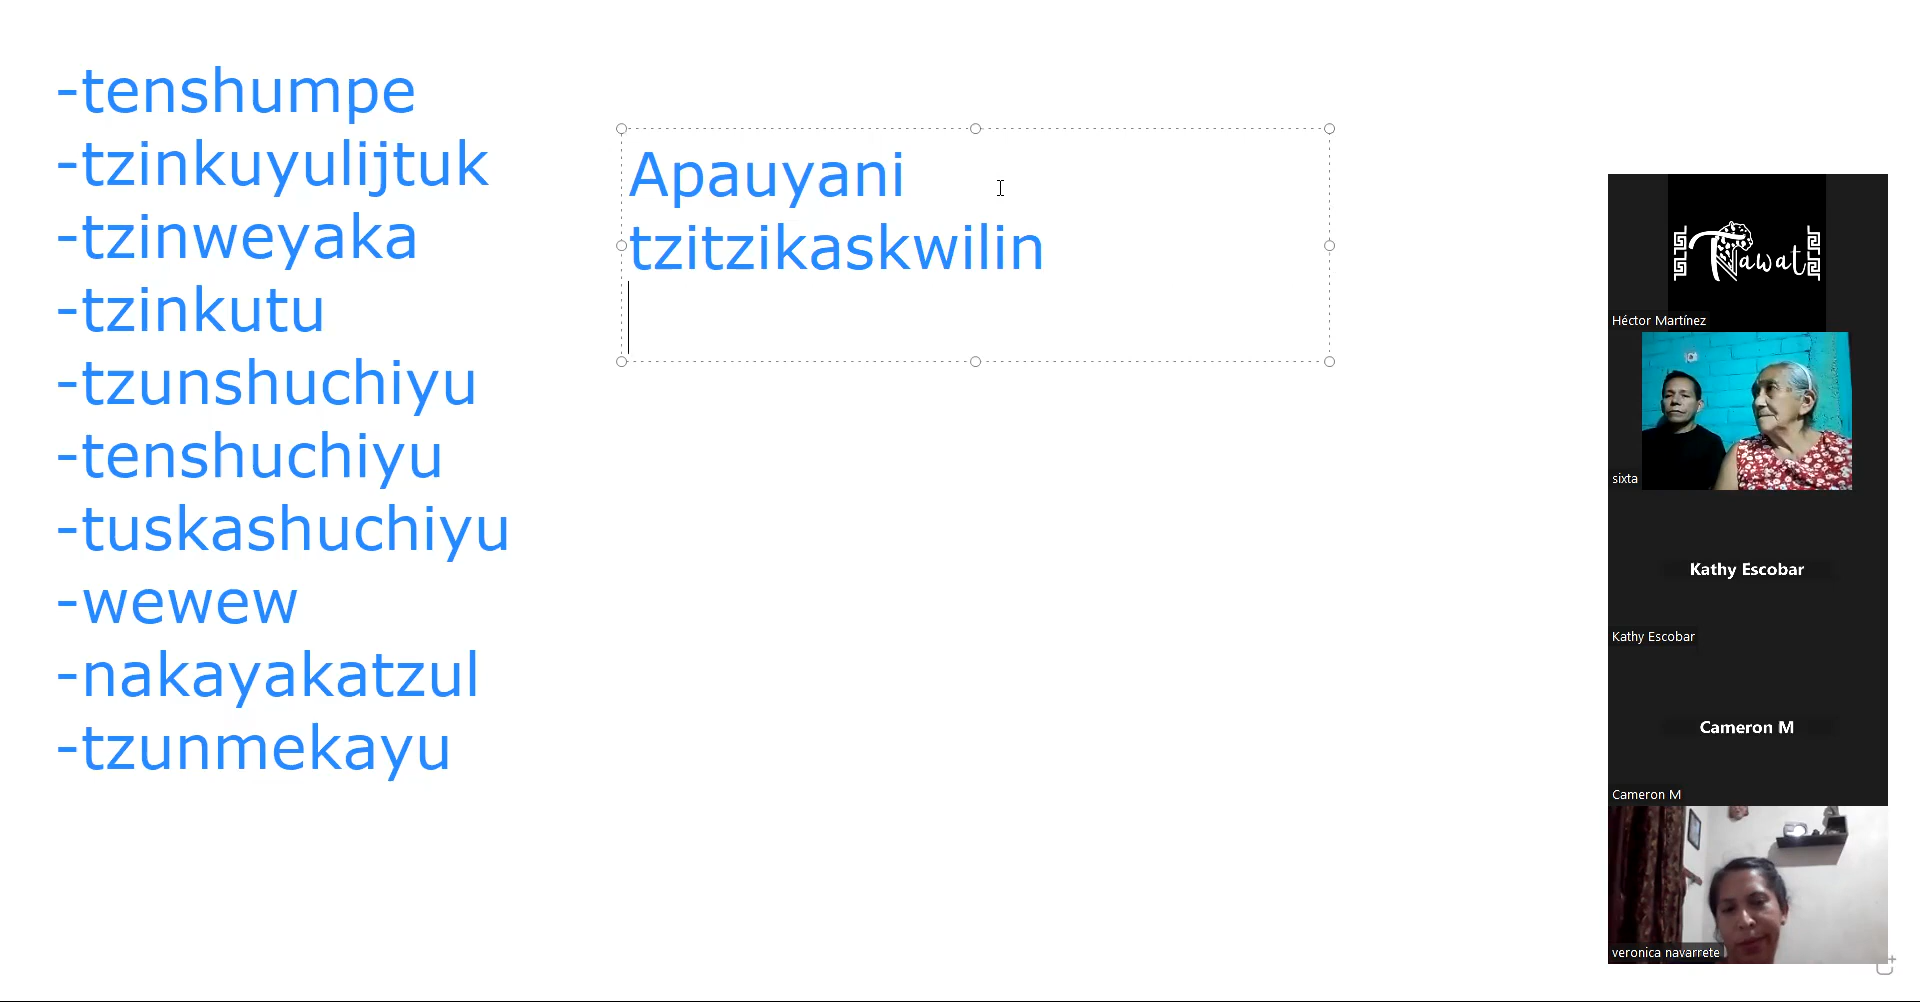 -tenshumpe
-tzinkuyulijtuk
-tzinweyaka
-tzinkutu
-tzunshuchiyu
-tenshuchiyu
-tuskashuchiyu
-wewew
-nakayakatzul
-tzunmekayu
Apauyani
tzitzikaskwilin
Tawat
Héctor Martínez
sixta
Kathy Escobar
Kathy Escobar
Cameron M
Cameron M
veronica navarrete